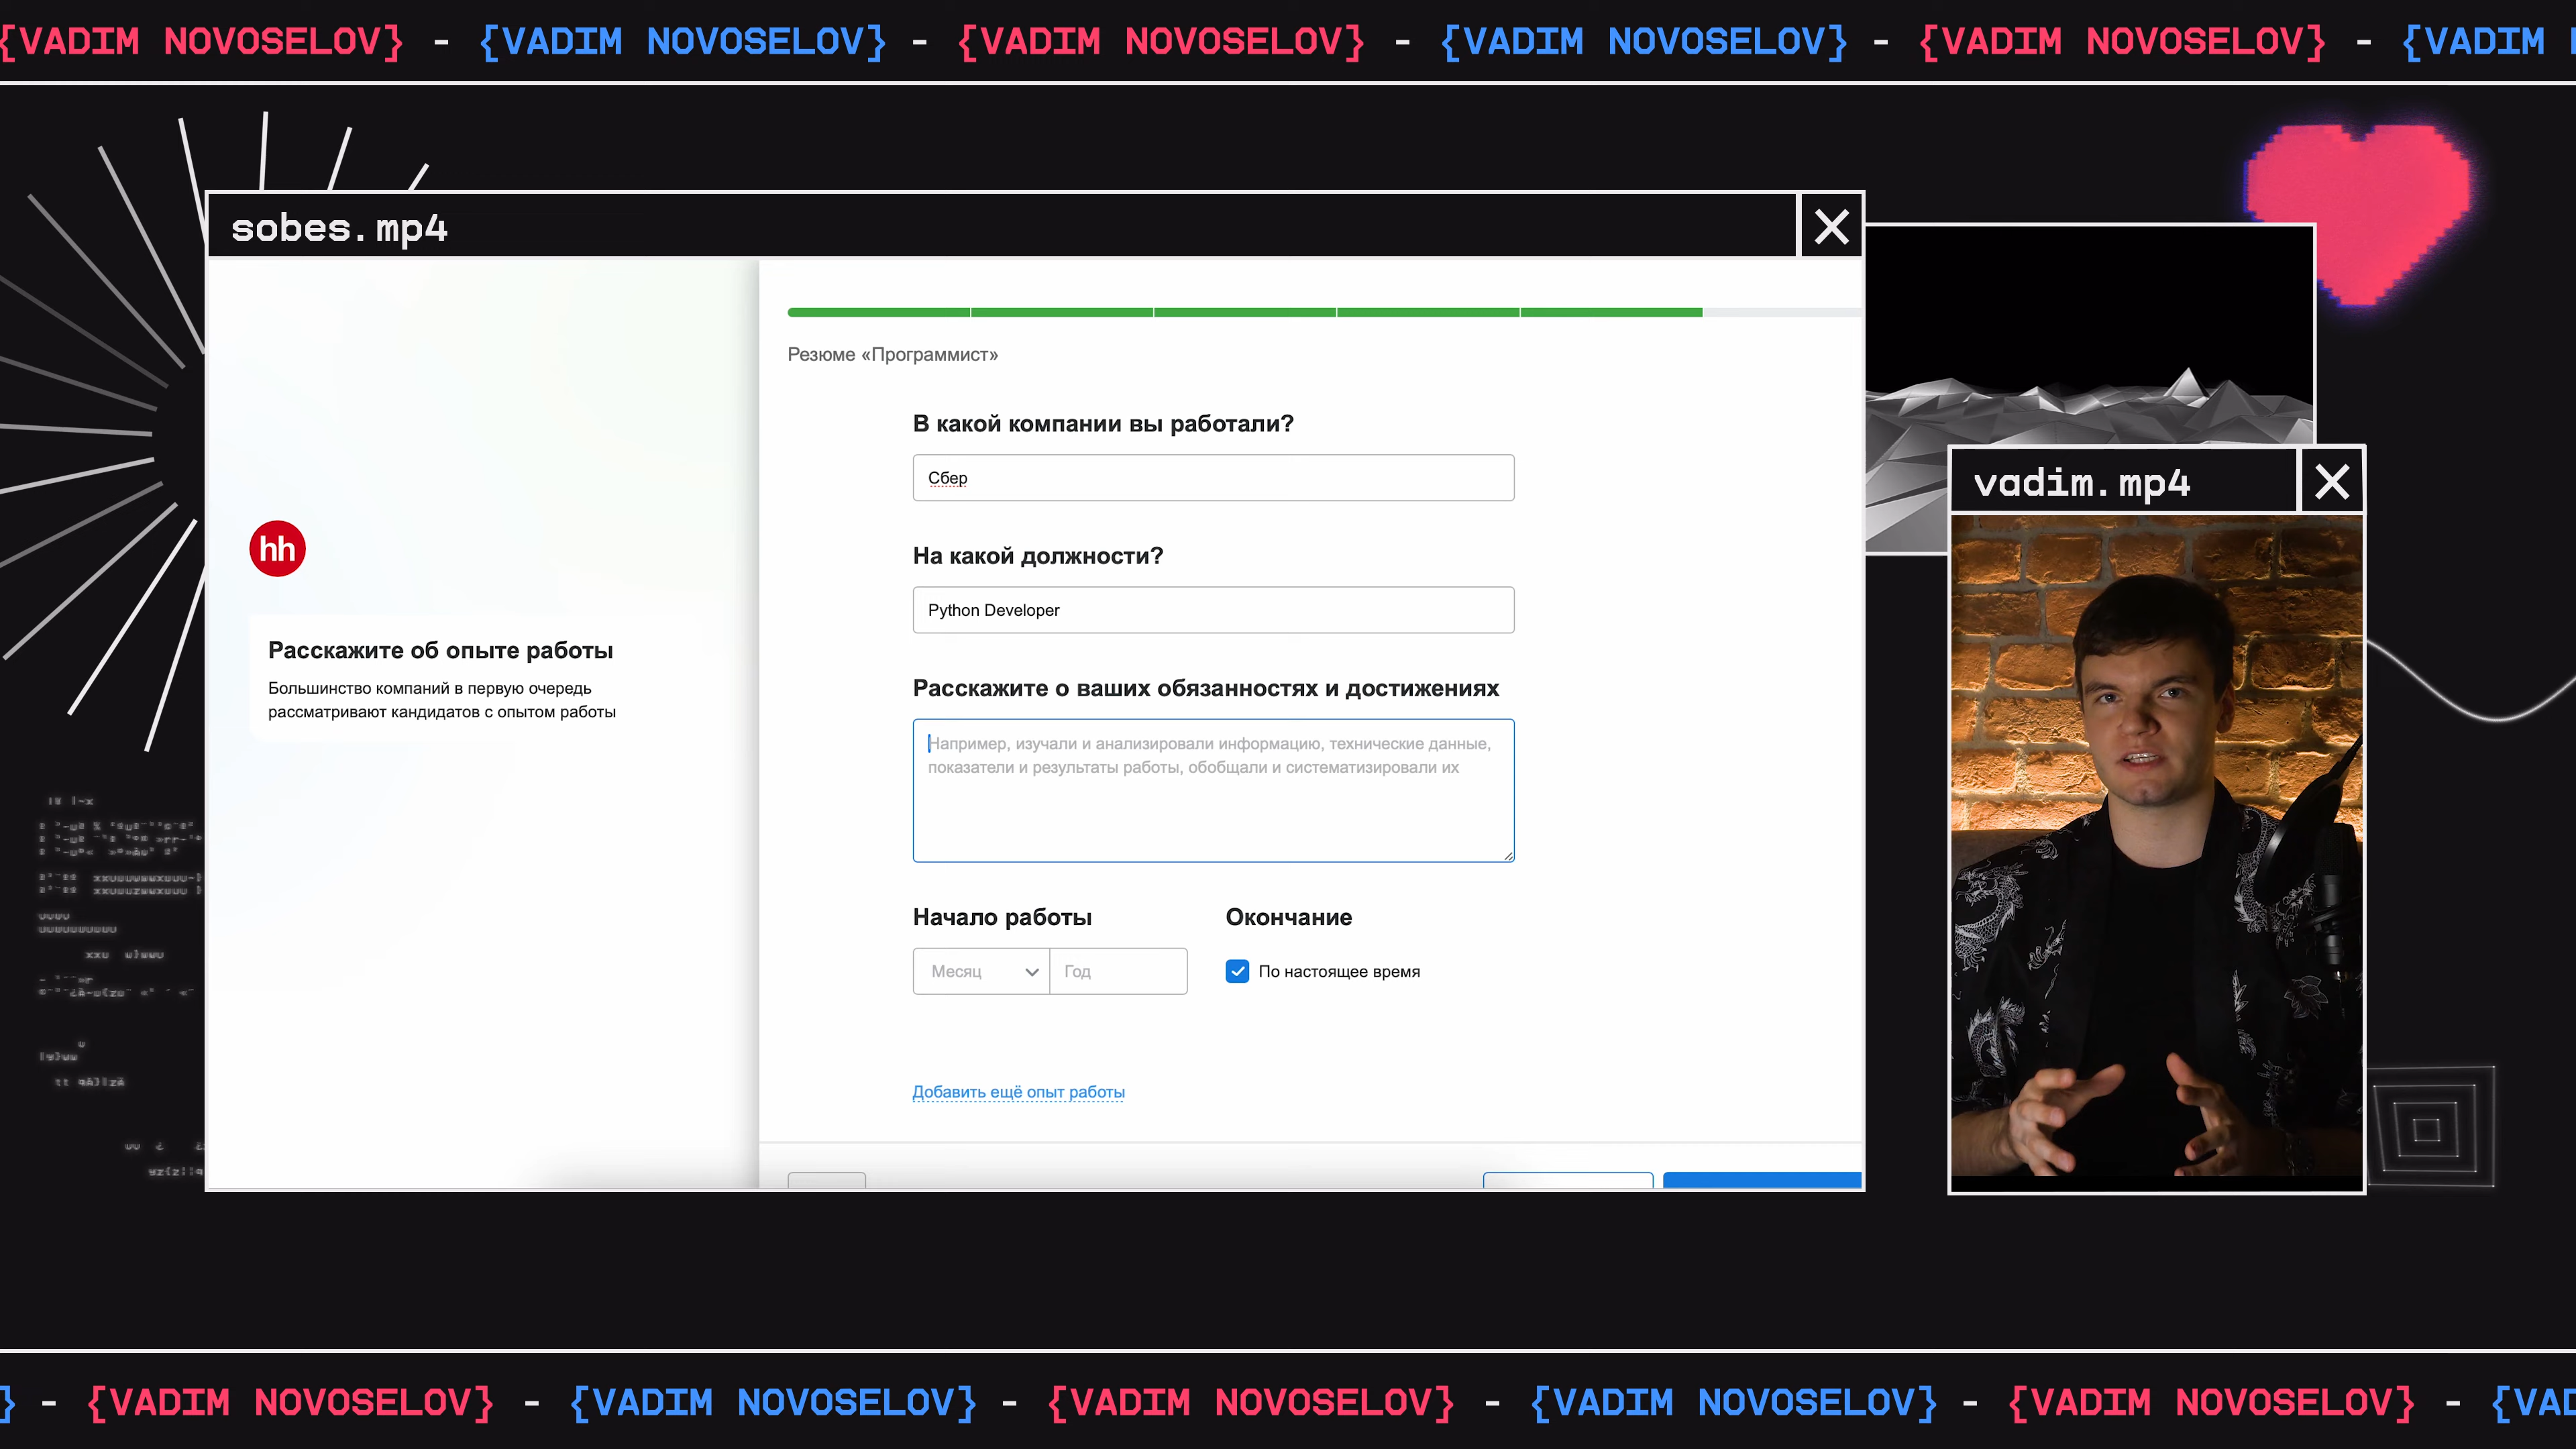 {VADIM NOVOSELOV} - {VADIM NOVOSELOV} - {VADIM NOVOSELOV} - {VADIM NOVOSELOV} - {VADIM NOVOSELOV} - {VADIM
sobes.mp4
Резюме «Программист»
В какой компании вы работали?
Сбер
На какой должности?
Python Developer
Расскажите о ваших обязанностях и достижениях
Например, изучали и анализировали информацию, технические данные,
показатели и результаты работы, обобщали и систематизировали их
Начало работы
Окончание
Месяц
Год
По настоящее время
Добавить ещё опыт работы
hh
Расскажите об опыте работы
Большинство компаний в первую очередь
рассматривают кандидатов с опытом работы
vadim.mp4
} - {VADIM NOVOSELOV} - {VADIM NOVOSELOV} - {VADIM NOVOSELOV} - {VADIM NOVOSELOV} - {VADIM NOVOSELOV} - {VAD